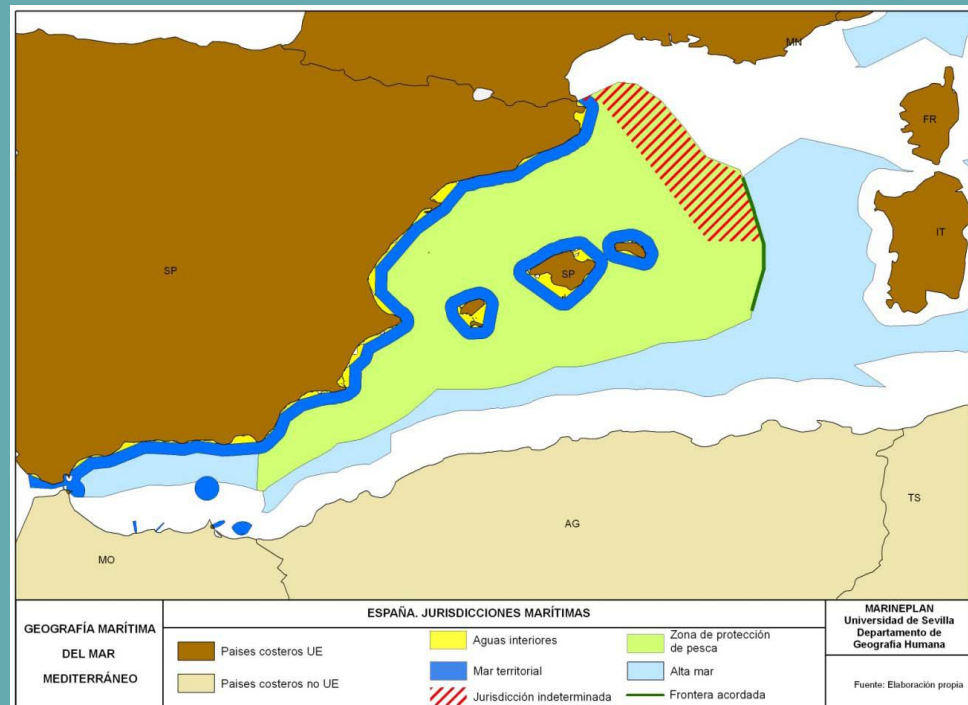 MN
FR
SP
IT
SP
TS
AG
MO
GEOGRAFÍA MARÍTIMA
DEL MAR
MEDITERRÁNEO
ESPAÑA. JURISDICCIONES MARÍTIMAS
Paises costeros UE
Paises costeros no UE
Aguas interiores
Mar territorial
Jurisdicción indeterminada
Zona de protección
de pesca
Alta mar
Frontera acordada
MARINEPLAN
Universidad de Sevilla
Departamento de
Geografía Humana
Fuente: Elaboración propia